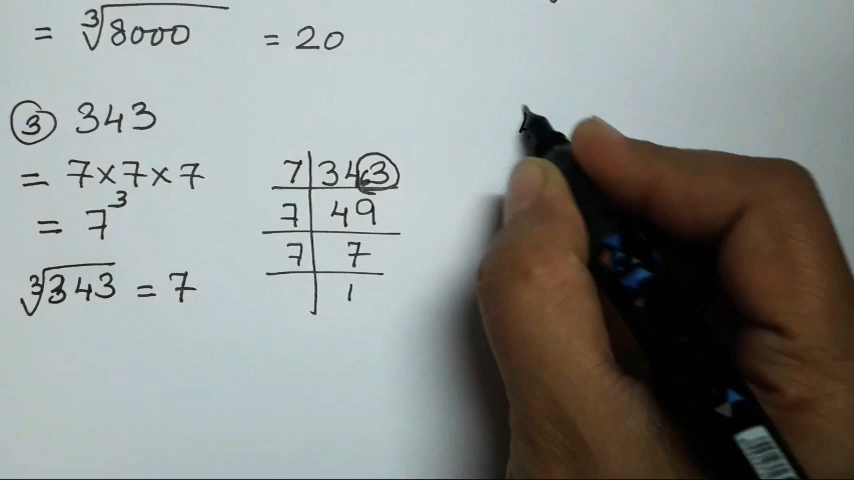 = ∛8000 = 20
③ 343
= 7×7×7
= 7³
∛343 = 7
7 | 343
7 | 49
7 | 7
1